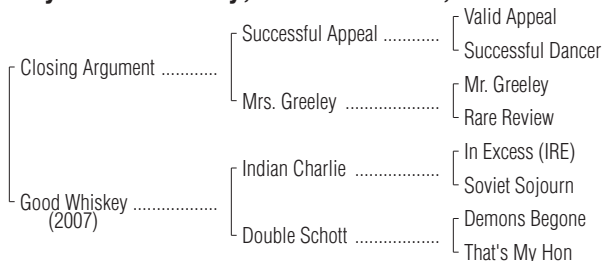 Valid Appeal
Successful Appeal ............
Successful Dancer
Closing Argument ............
Mr. Greeley
Mrs. Greeley ....................
Rare Review
In Excess (IRE)
Indian Charlie ..................
Soviet Sojourn
Good Whiskey ..................
(2007)
Demons Begone
Double Schott ..................
That's My Hon